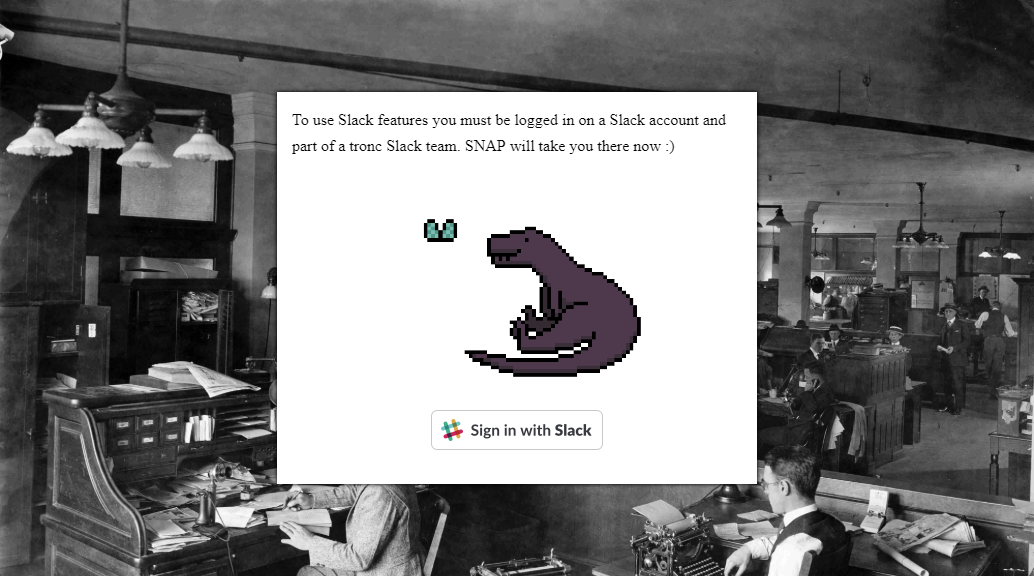 To use Slack features you must be logged in on a Slack account and
part of a tronc Slack team. SNAP will take you there now :)
Sign in with Slack